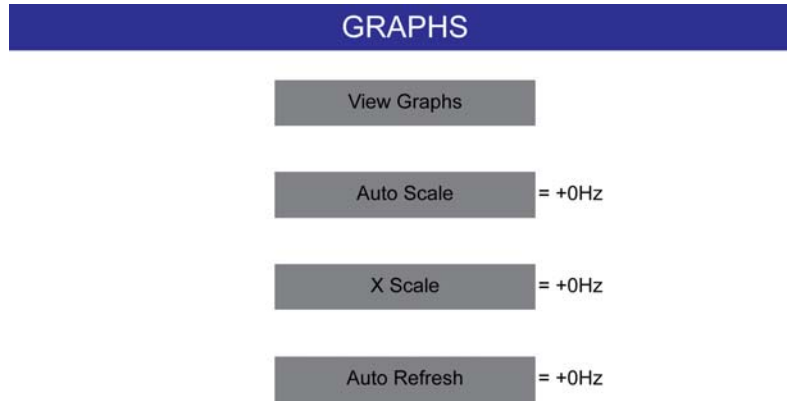 GRAPHS
View Graphs
Auto Scale = +0Hz
X Scale = +0Hz
Auto Refresh = +0Hz